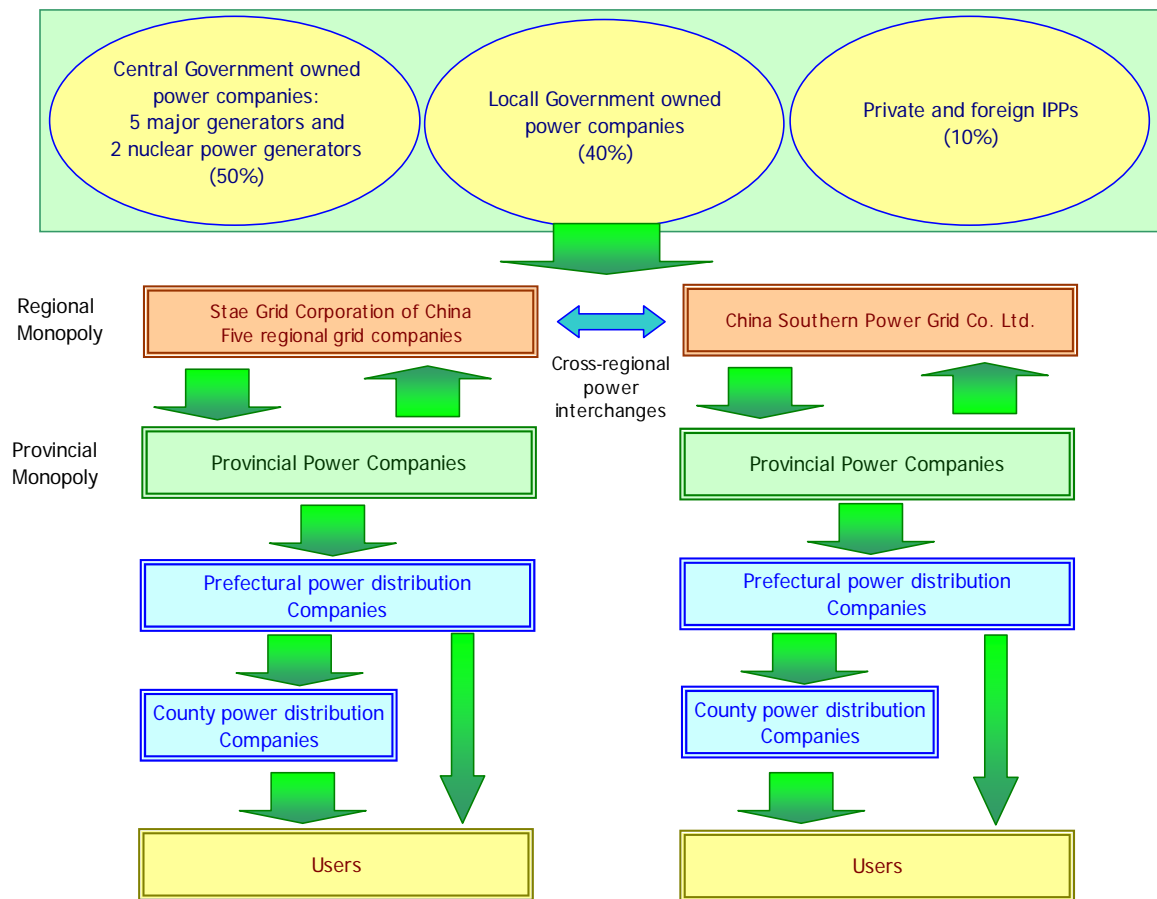 Central Government owned
power companies:
5 major generators and
2 nuclear power generators
(50%)
Locall Government owned
power companies
(40%)
Private and foreign IPPs
(10%)
Regional
Monopoly
Stae Grid Corporation of China
Five regional grid companies
Cross-regional
power
interchanges
China Southern Power Grid Co. Ltd.
Provincial
Monopoly
Provincial Power Companies
Provincial Power Companies
Prefectural power distribution
Companies
Prefectural power distribution
Companies
County power distribution
Companies
County power distribution
Companies
Users
Users